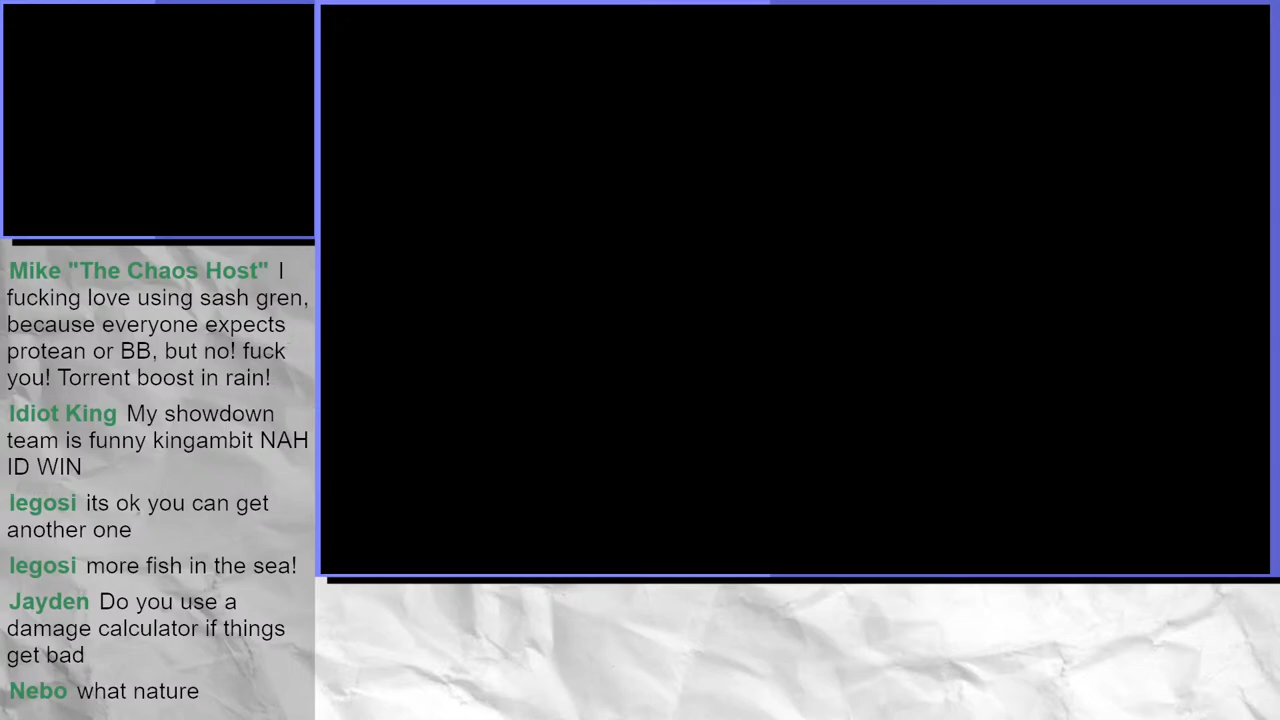 Mike "The Chaos Host" I
fucking love using sash gren,
because everyone expects
protean or BB, but no! fuck
you! Torrent boost in rain!
Idiot King My showdown
team is funny kingambit NAH
ID WIN
legosi its ok you can get
another one
legosi more fish in the sea!
Jayden Do you use a
damage calculator if things
get bad
Nebo what nature